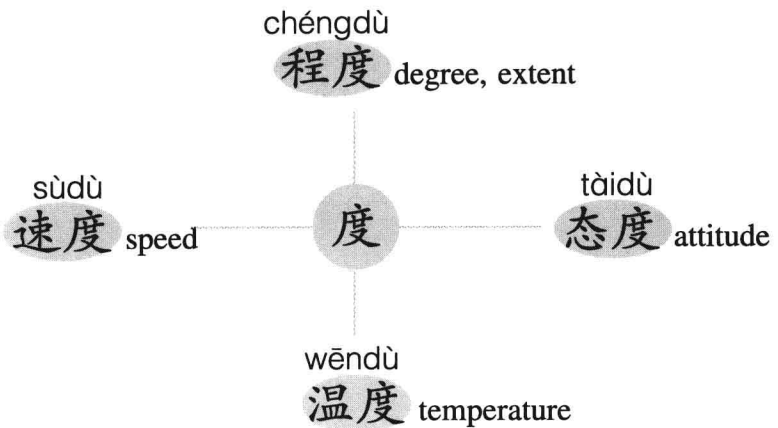 chéngdù
程度 degree, extent
sùdù
速度 speed
度
tàidù
态度 attitude
wēndù
温度 temperature